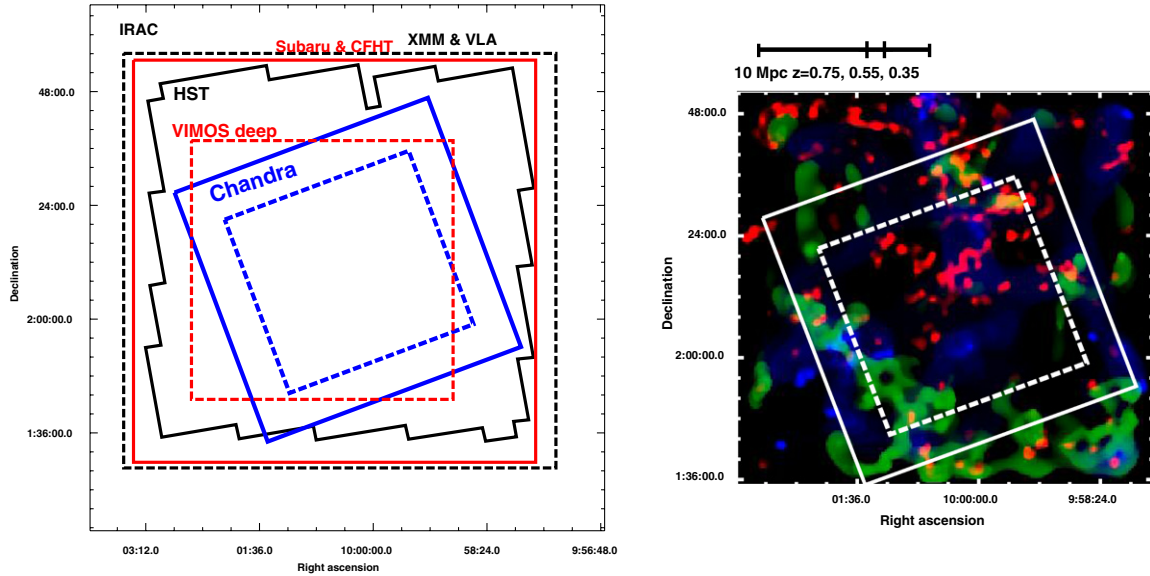 IRAC
XMM & VLA
Subaru & CFHT
HST
VIMOS deep
Chandra
48:00.0
24:00.0
2:00:00.0
1:36:00.0
Declination
03:12.0 01:36.0 10:00:00.0 58:24.0 9:56:48.0
Right ascension
10 Mpc z=0.75, 0.55, 0.35
48:00.0
24:00.0
2:00:00.0
1:36:00.0
Declination
01:36.0 10:00:00.0 9:58:24.0
Right ascension